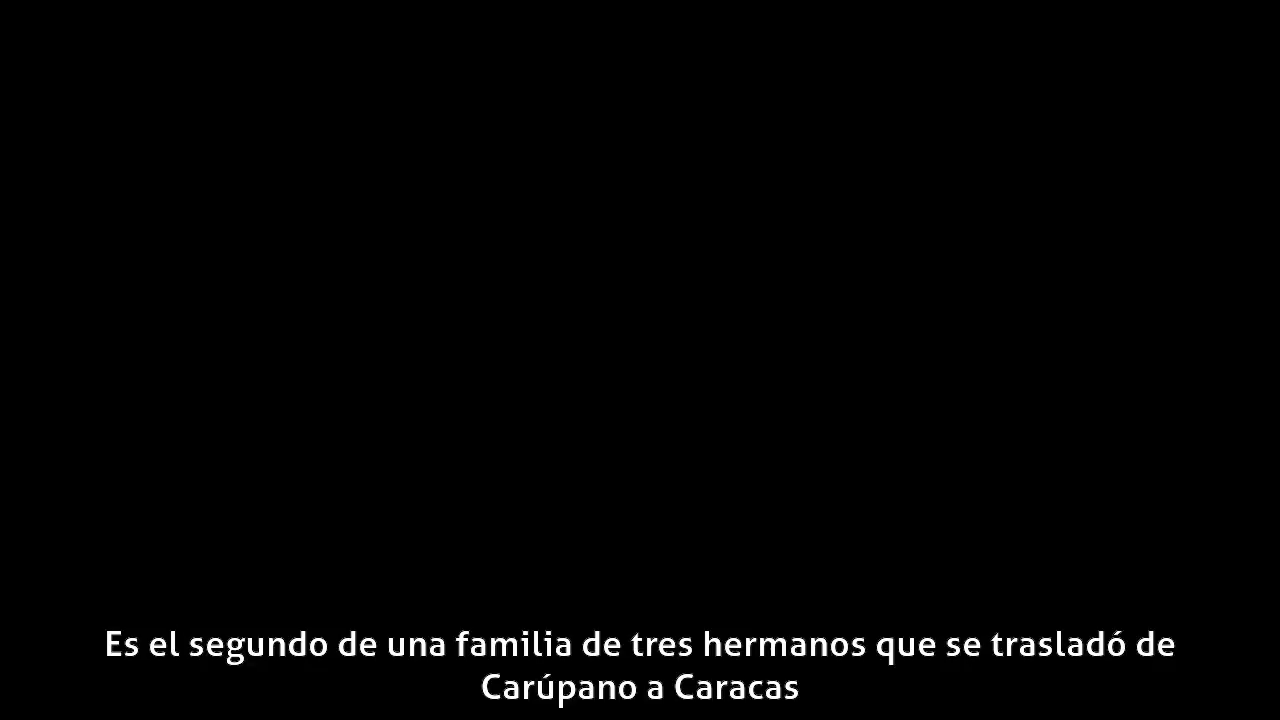 Es el segundo de una familia de tres hermanos que se trasladó de
Carúpano a Caracas